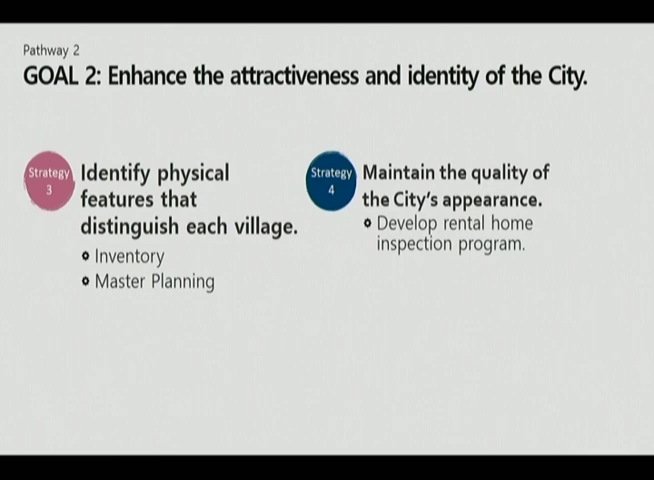 Pathway 2
GOAL 2: Enhance the attractiveness and identity of the City.
Strategy
3
Identify physical
features that
distinguish each village.
Inventory
Master Planning
Strategy
4
Maintain the quality of
the City's appearance.
Develop rental home
inspection program.